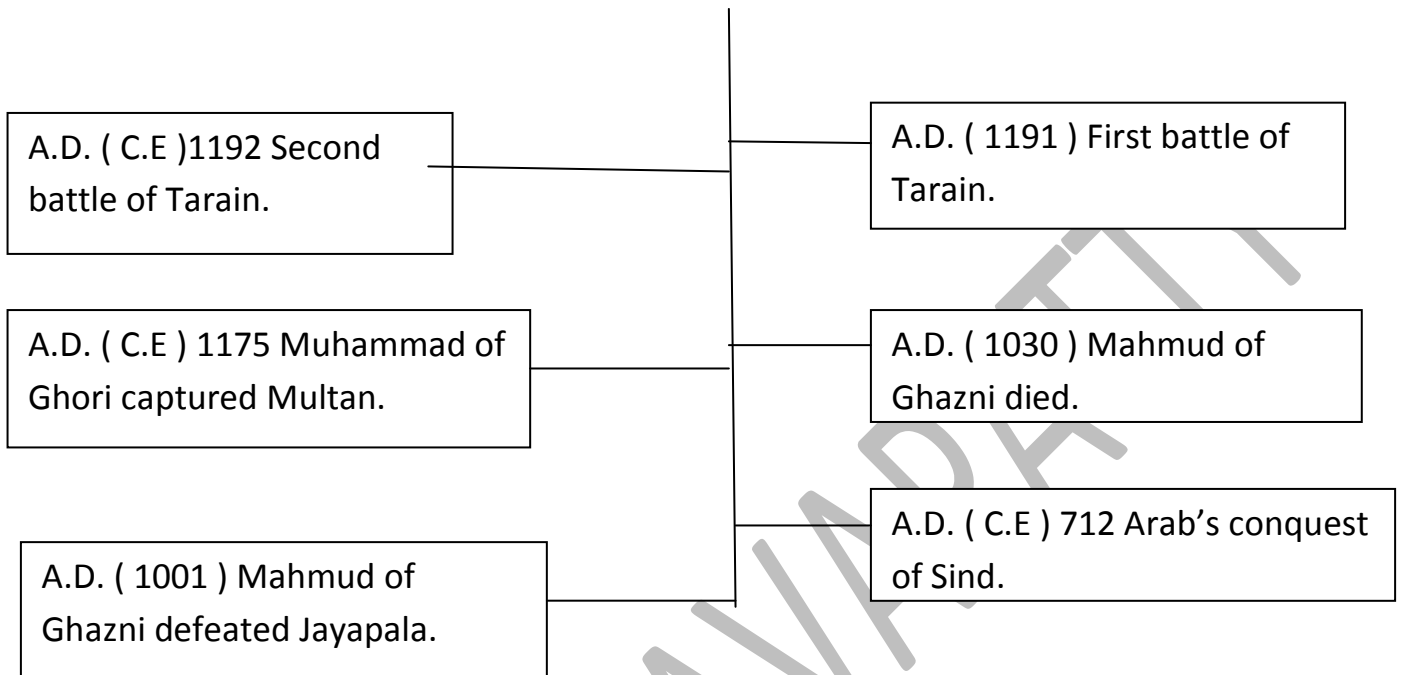 A.D. ( C.E )1192 Second
battle of Tarain.
A.D. ( 1191 ) First battle of
Tarain.
A.D. ( C.E ) 1175 Muhammad of
Ghori captured Multan.
A.D. ( 1030 ) Mahmud of
Ghazni died.
A.D. ( C.E ) 712 Arab’s conquest
of Sind.
A.D. ( 1001 ) Mahmud of
Ghazni defeated Jayapala.